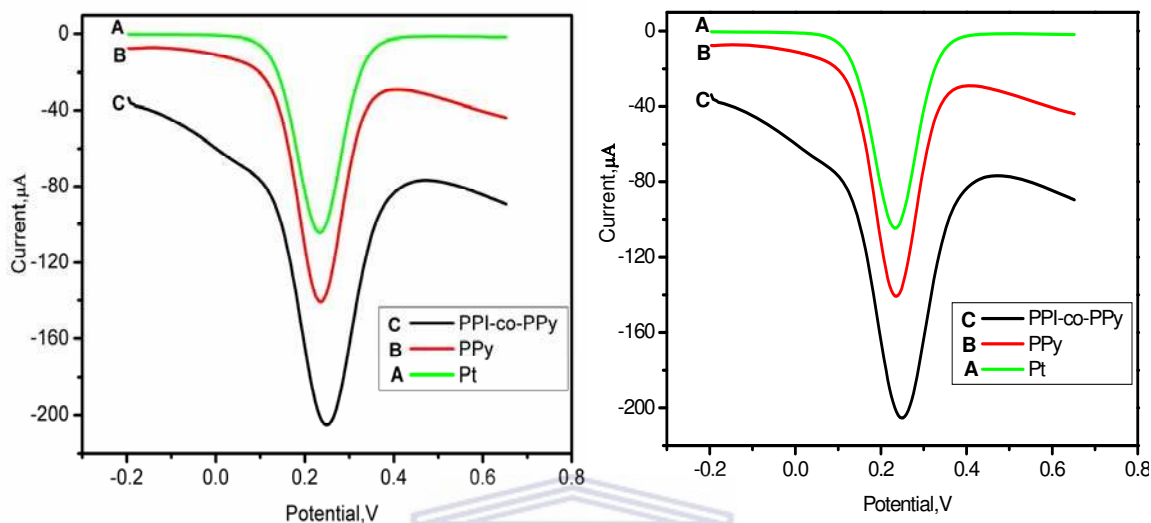 A
B
C
0
-40
-80
-120
-160
-200
Current,µA
C PPI-co-PPy
B PPy
A Pt
-0.2 0.0 0.2 0.4 0.6 0.8
Potential,V
A
B
C
0
-40
-80
-120
-160
-200
Current,µA
C PPI-co-PPy
B PPy
A Pt
-0.2 0.0 0.2 0.4 0.6 0.8
Potential,V